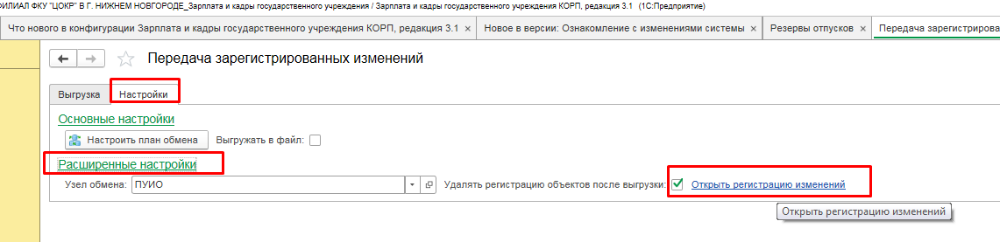 ФИЛИАЛ ФКУ "ЦОКР" В Г. НИЖНЕМ НОВГОРОДЕ_Зарплата и кадры государственного учреждения / Зарплата и кадры государственного учреждения КОРП, редакция 3.1 (1С:Предприятие)
Что нового в конфигурации Зарплата и кадры государственного учреждения КОРП, редакция 3.1 × Новое в версии: Ознакомление с изменениями системы × Резервы отпусков × Передача зарегистрирова
Передача зарегистрированных изменений
Выгрузка Настройки
Основные настройки
Настроить план обмена Выгружать в файл:
Расширенные настройки
Узел обмена: ПУИО Удалять регистрацию объектов после выгрузки: Открыть регистрацию изменений
Открыть регистрацию изменений